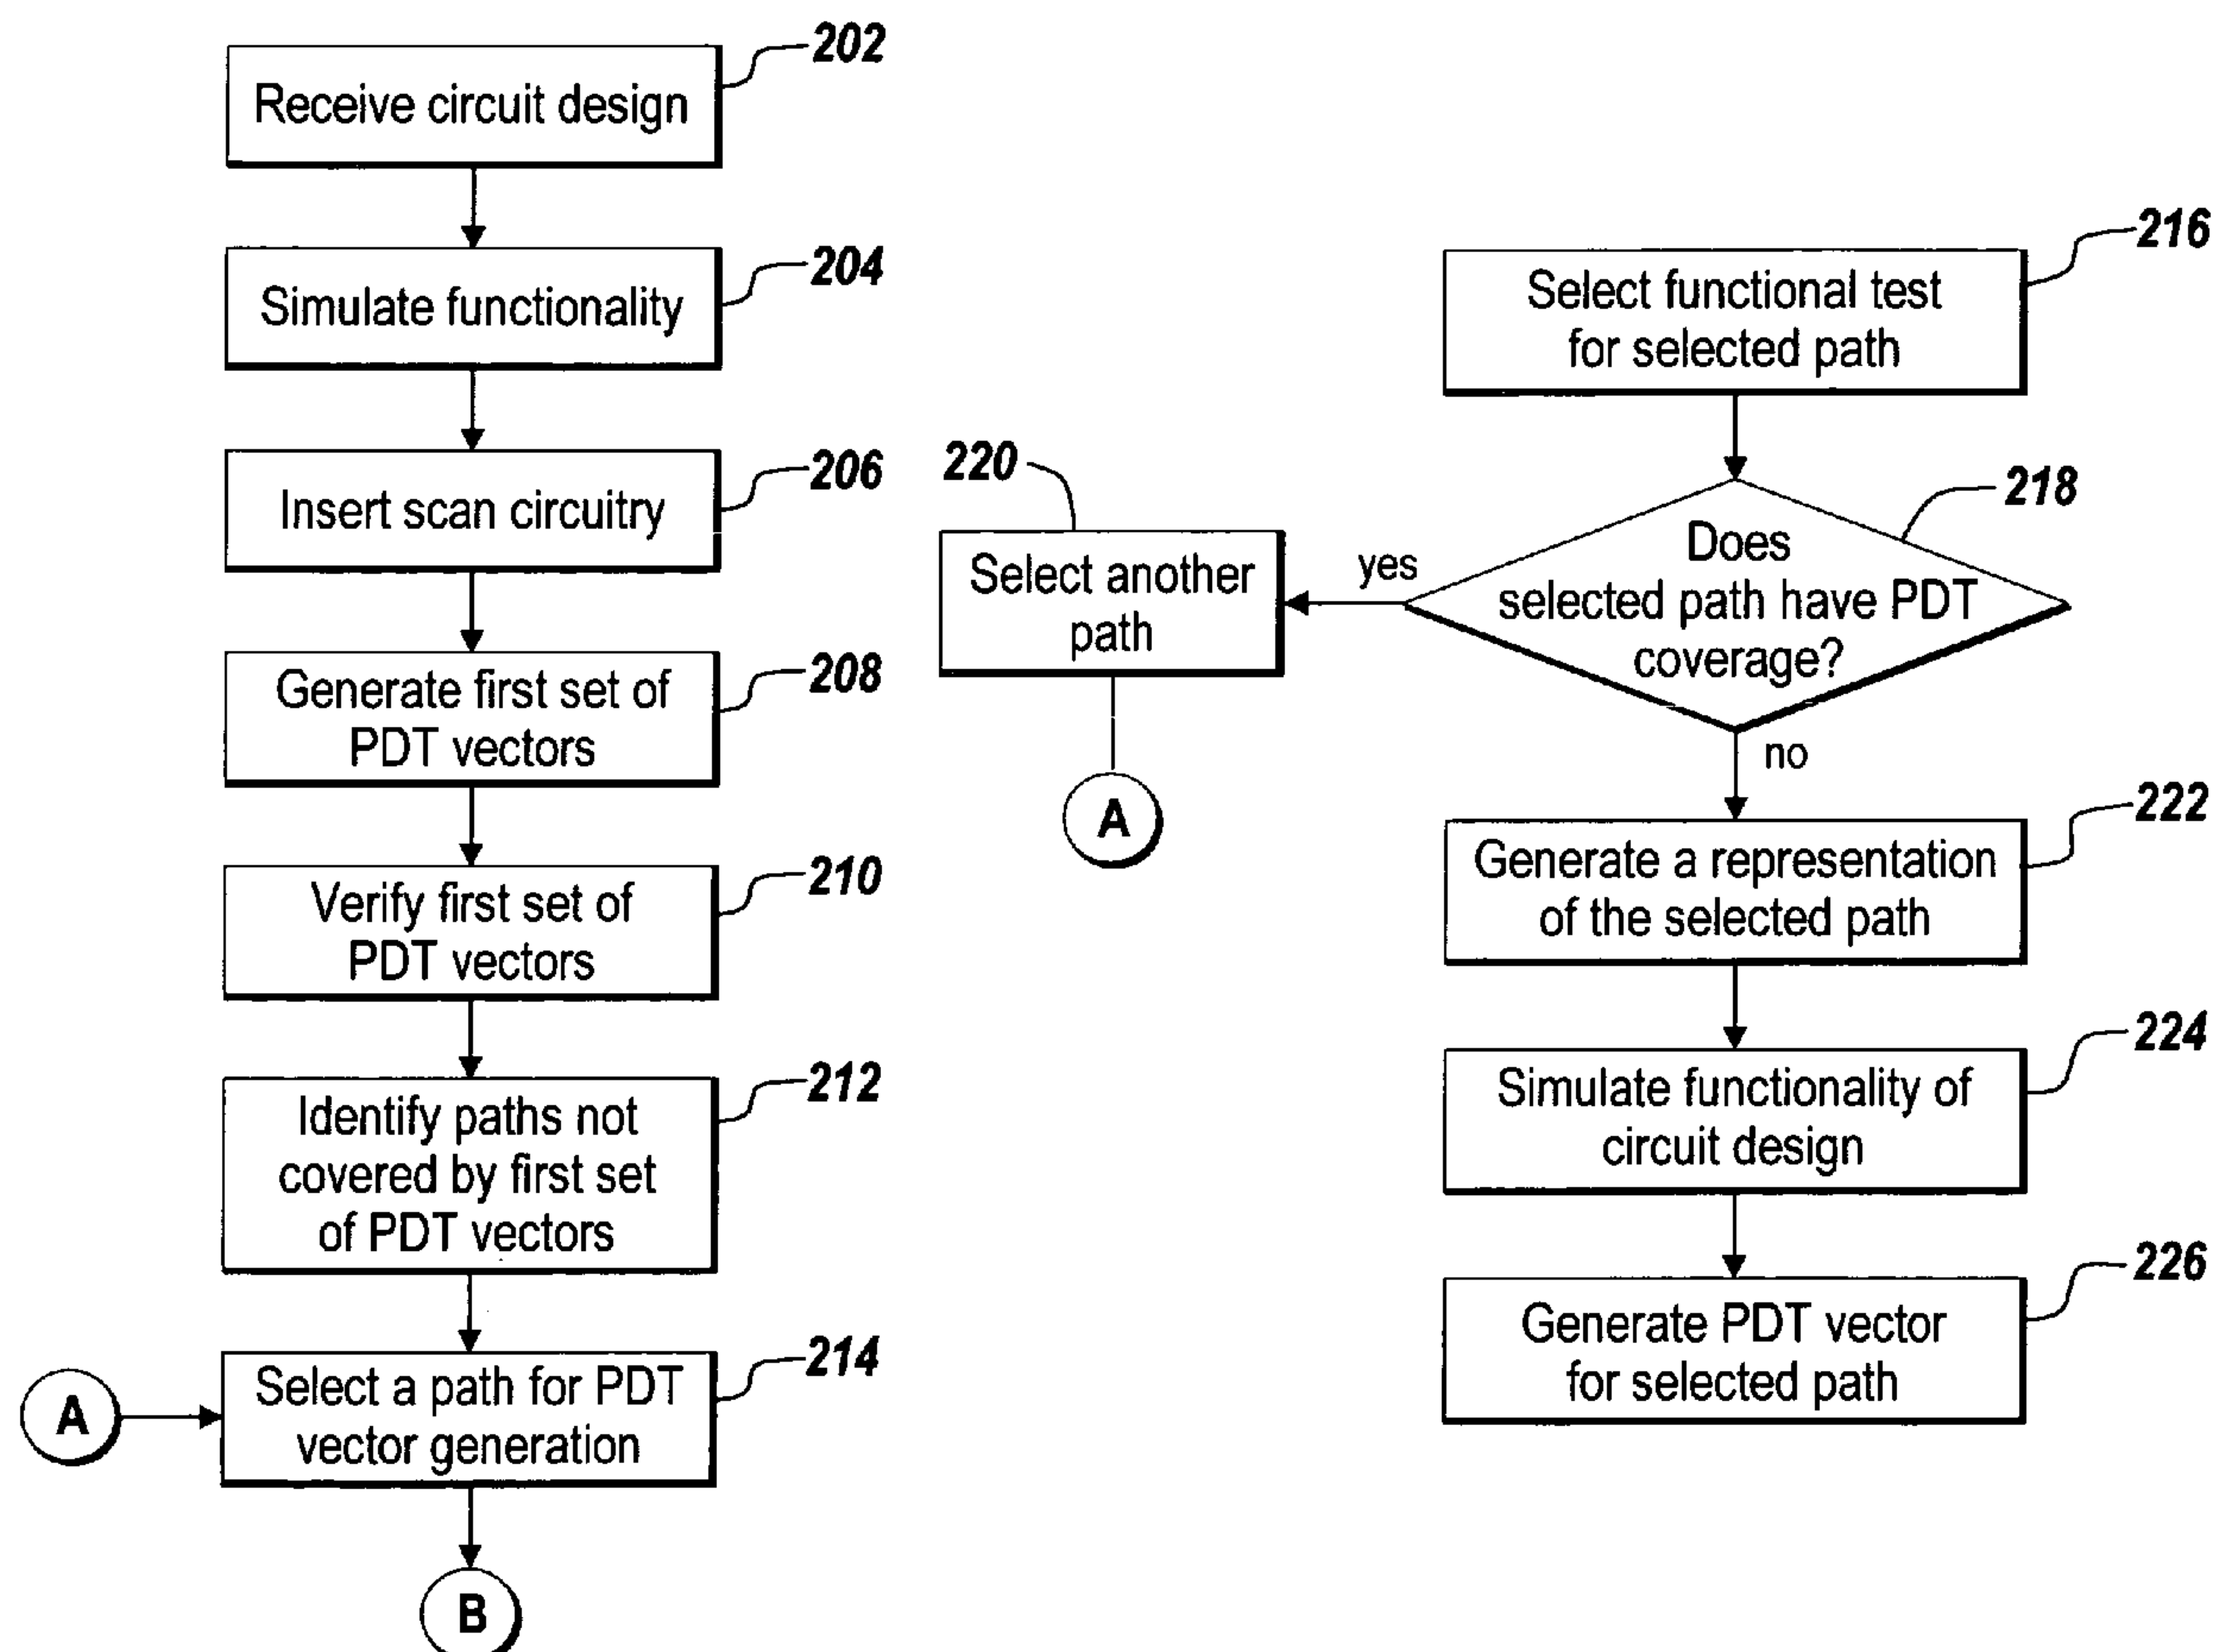 202
Receive circuit design
204
Simulate functionality
206
Insert scan circuitry
208
Generate first set of
PDT vectors
210
Verify first set of
PDT vectors
212
Identify paths not
covered by first set
of PDT vectors
214
A
Select a path for PDT
vector generation
B
216
Select functional test
for selected path
218
Does
selected path have PDT
coverage?
yes
220
Select another
path
A
no
222
Generate a representation
of the selected path
224
Simulate functionality of
circuit design
226
Generate PDT vector
for selected path